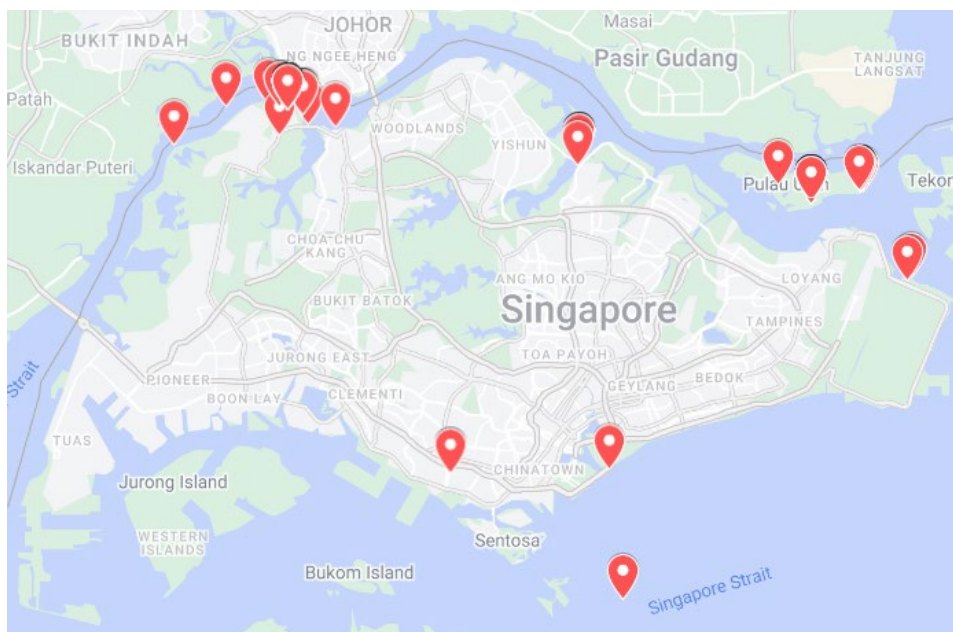 Masai
JOHOR
BUKIT INDAH
NG NGEE HENG
Pasir Gudang
TANJUNG
LANGSAT
Patah
WOODLANDS
YISHUN
Iskandar Puteri
Pulau
Tekon
CHOA CHU
KANG
ANG MO KIO
LOYANG
BUKIT BATOK
Singapore
TAMPINES
JURONG EAST
TOA PAYOH
Strait
PIONEER
GEYLANG
BEDOK
BOON LAY
CLEMENTI
TUAS
CHINATOWN
Jurong Island
WESTERN
ISLANDS
Sentosa
Bukom Island
Singapore Strait